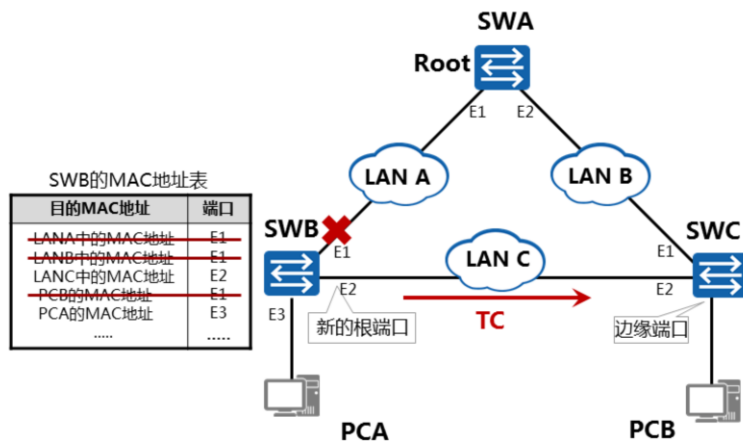 SWA
Root
E1
E2
LAN A
LAN B
SWB的MAC地址表
目的MAC地址 端口
LANA中的MAC地址 E1
LANB中的MAC地址 E1
LANC中的MAC地址 E2
PCB的MAC地址 E1
PCA的MAC地址 E3
..... .....
SWB
E1
E2
E3
新的根端口
LAN C
TC
SWC
E1
E2
边缘端口
PCA
PCB